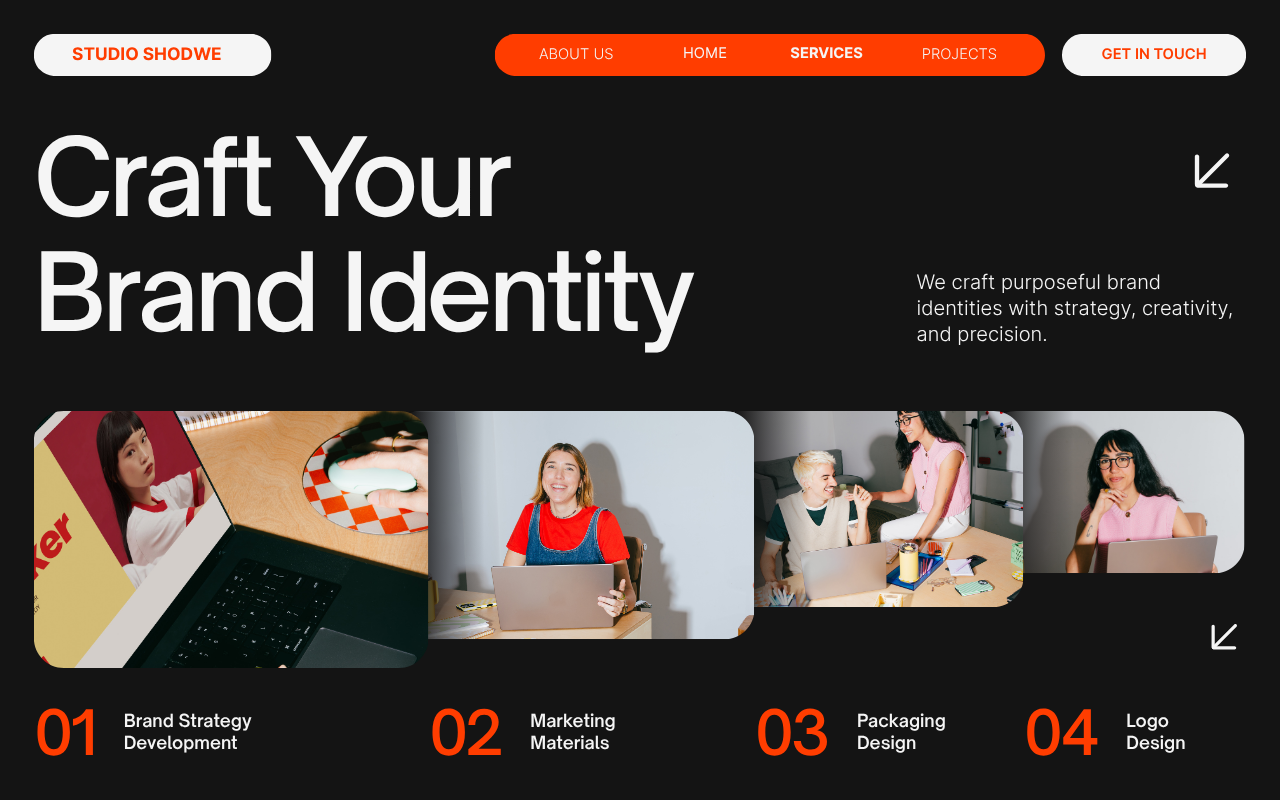 STUDIO SHODWE
ABOUT US
HOME
SERVICES
PROJECTS
GET IN TOUCH
Craft Your
Brand Identity
We craft purposeful brand
identities with strategy, creativity,
and precision.
01
Brand Strategy
Development
02
Marketing
Materials
03
Packaging
Design
04
Logo
Design